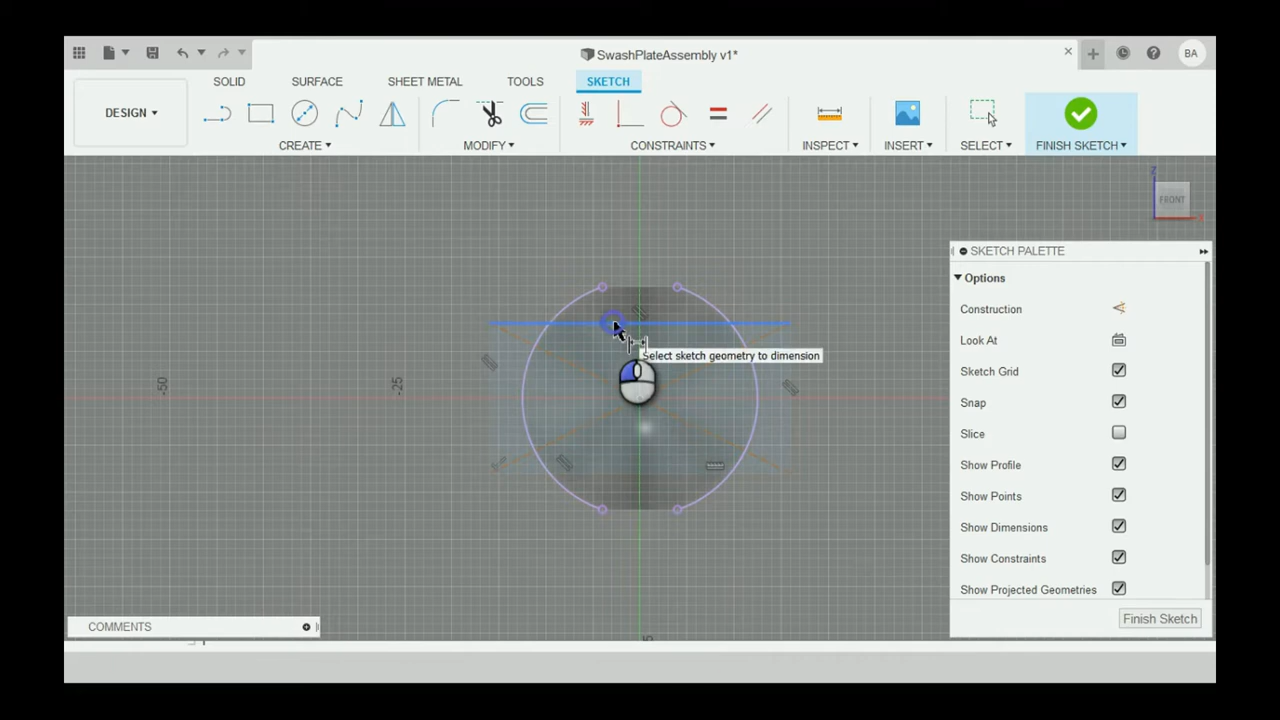 SwashPlateAssembly v1*
BA
SOLID SURFACE SHEET METAL TOOLS SKETCH
DESIGN
CREATE MODIFY CONSTRAINTS INSPECT INSERT SELECT FINISH SKETCH
FRONT
SKETCH PALETTE
Options
Construction
Look At
Sketch Grid
Snap
Slice
Show Profile
Show Points
Show Dimensions
Show Constraints
Show Projected Geometries
Finish Sketch
-50
-25
Select sketch geometry to dimension
COMMENTS